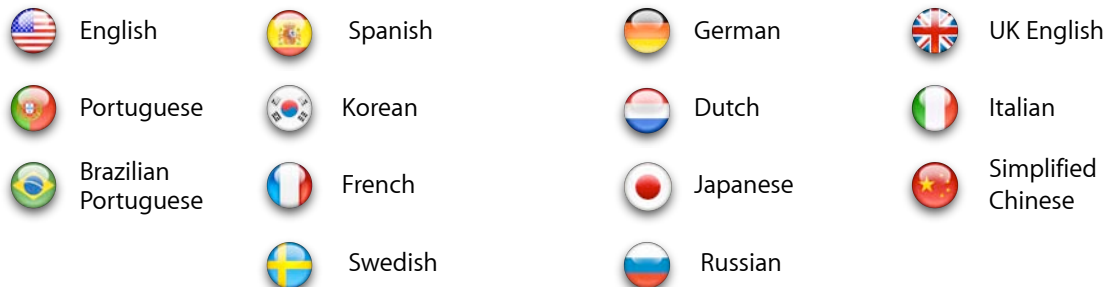 English
Spanish
German
UK English
Portuguese
Korean
Dutch
Italian
Brazilian
Portuguese
French
Japanese
Simplified
Chinese
Swedish
Russian